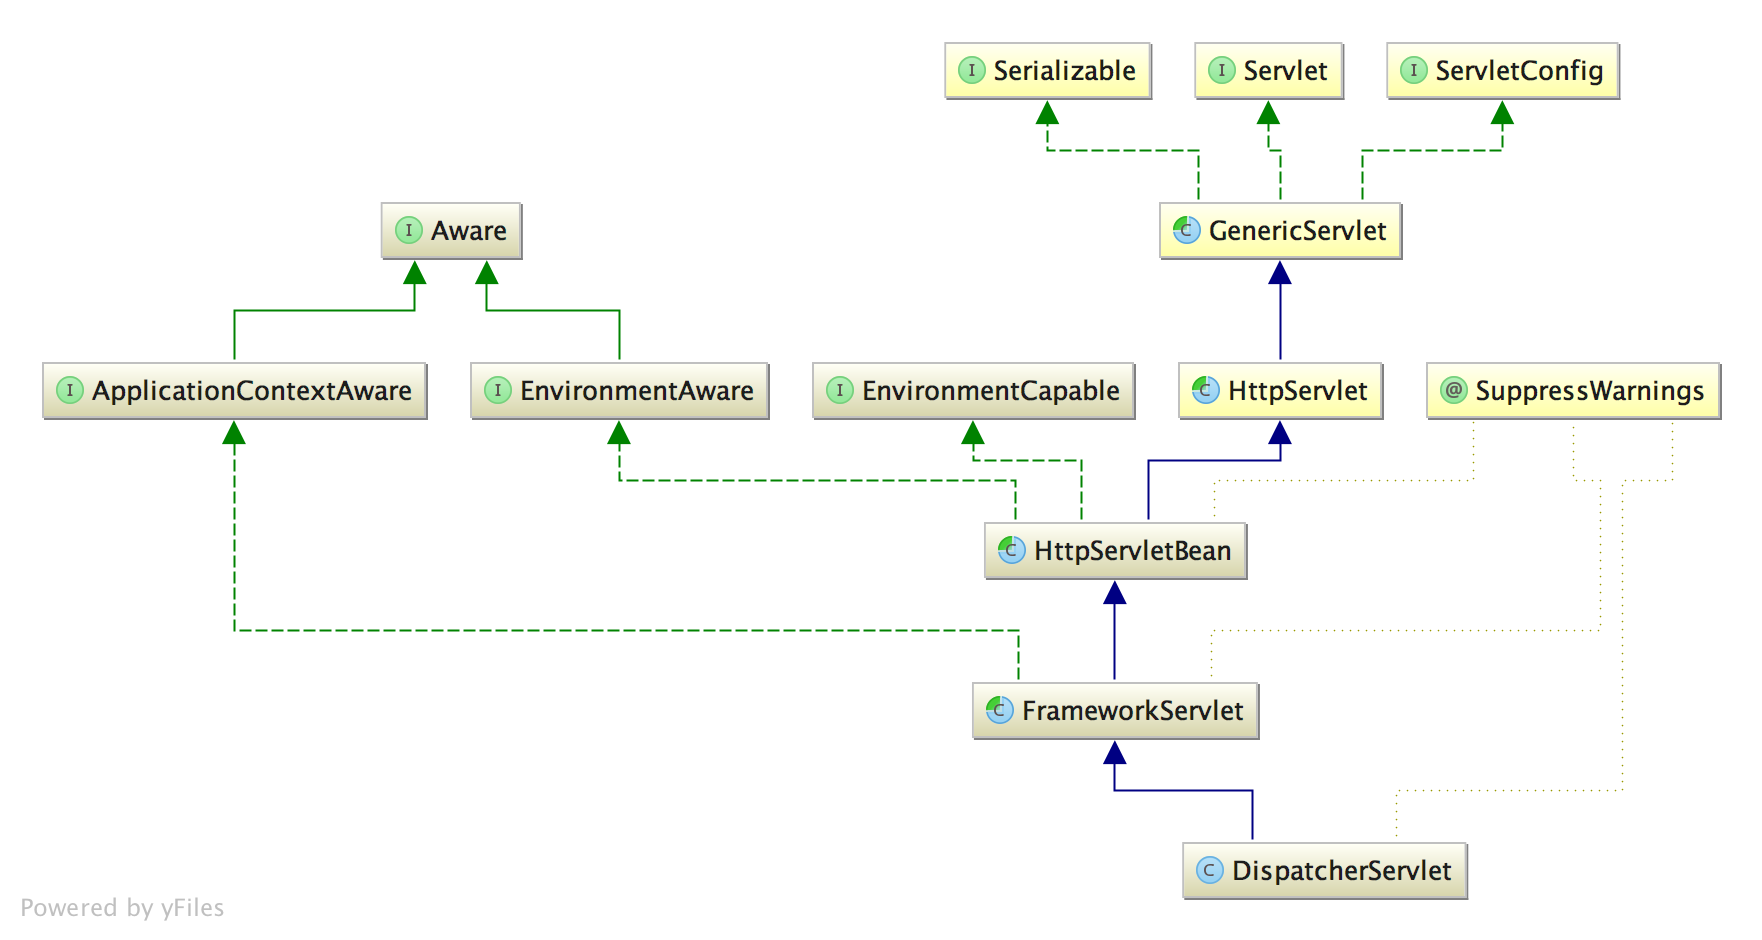 I Serializable
I Servlet
I ServletConfig
I Aware
C GenericServlet
I ApplicationContextAware
I EnvironmentAware
I EnvironmentCapable
C HttpServlet
@ SuppressWarnings
C HttpServletBean
C FrameworkServlet
C DispatcherServlet
Powered by yFiles